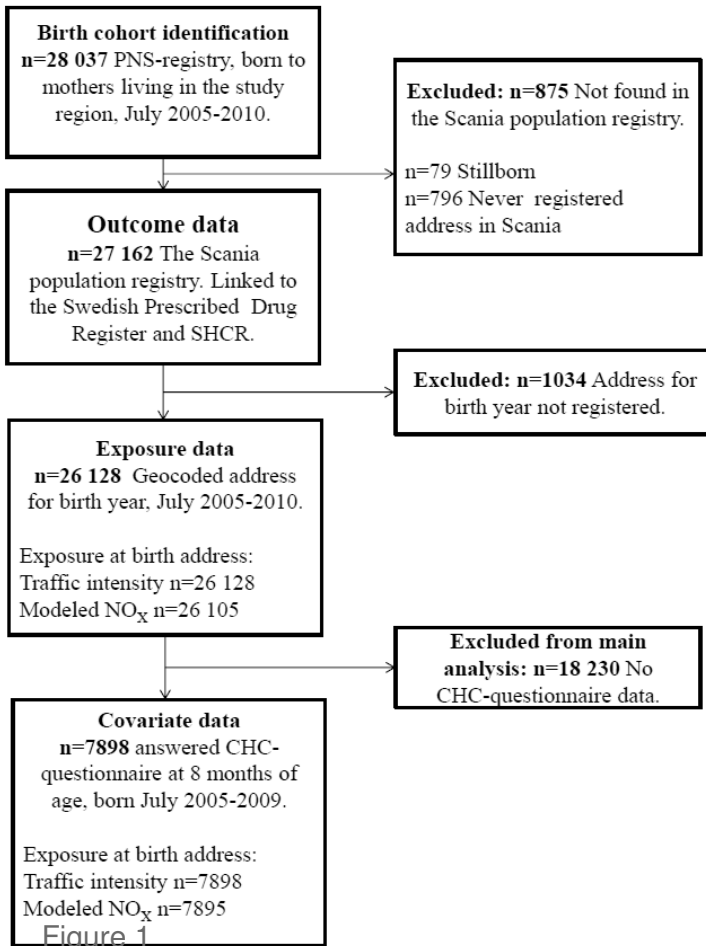 Birth cohort identification
n=28 037 PNS-registry, born to
mothers living in the study
region, July 2005-2010.
Excluded: n=875 Not found in
the Scania population registry.
n=79 Stillborn
n=796 Never registered
address in Scania
Outcome data
n=27 162 The Scania
population registry. Linked to
the Swedish Prescribed Drug
Register and SHCR.
Excluded: n=1034 Address for
birth year not registered.
Exposure data
n=26 128 Geocoded address
for birth year, July 2005-2010.
Exposure at birth address:
Traffic intensity n=26 128
Modeled NOX n=26 105
Excluded from main
analysis: n=18 230 No
CHC-questionnaire data.
Covariate data
n=7898 answered CHC-
questionnaire at 8 months of
age, born July 2005-2009.
Exposure at birth address:
Traffic intensity n=7898
Modeled NOX n=7895
Figure 1